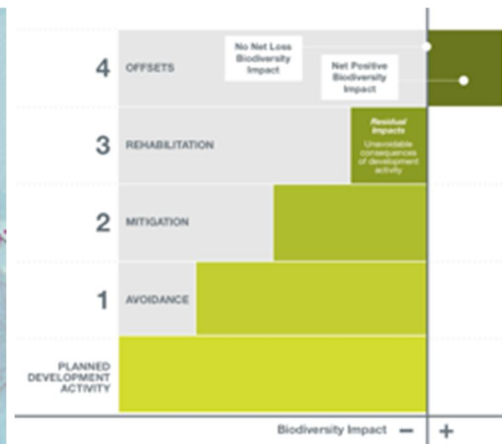 4 OFFSETS
No Net Loss
Biodiversity
Impact
Net Positive
Biodiversity
Impact
3 REHABILITATION
Residual
Impacts
Unavoidable
consequences
of development
activity
2 MITIGATION
1 AVOIDANCE
PLANNED
DEVELOPMENT
ACTIVITY
Biodiversity Impact − +